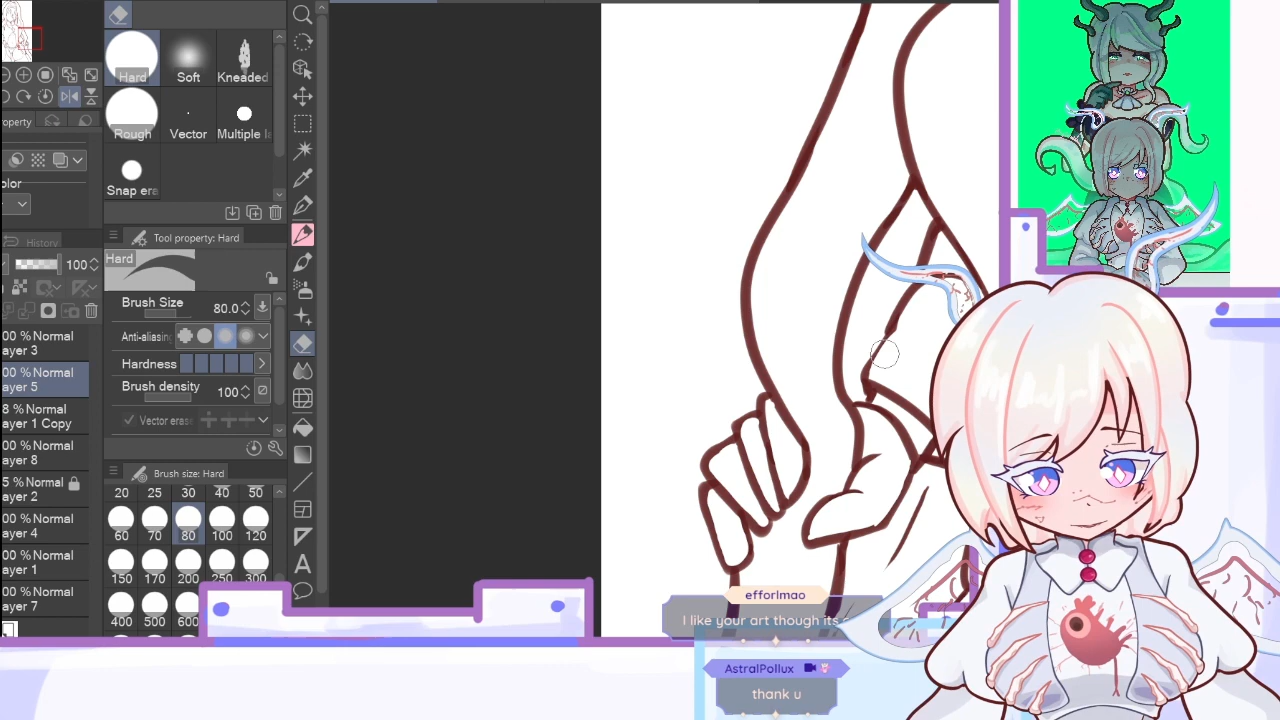 Hard
Soft
Kneaded
Rough
Vector
Multiple
Snap era
Tool property: Hard
Hard
Brush Size
80.0
Anti-aliasing
Hardness
Brush density
100
Vector erase
Brush size: Hard
20
25
30
40
50
60
70
80
100
120
150
170
200
250
300
400
500
600
operty
olor
History
100
00 % Normal
ayer 3
00 % Normal
ayer 5
8 % Normal
ayer 1 Copy
00 % Normal
ayer 8
5 % Normal
ayer 2
00 % Normal
ayer 4
00 % Normal
ayer 1
00 % Normal
ayer 7
A
efforlmao
I like your art though its
AstralPollux
thank u